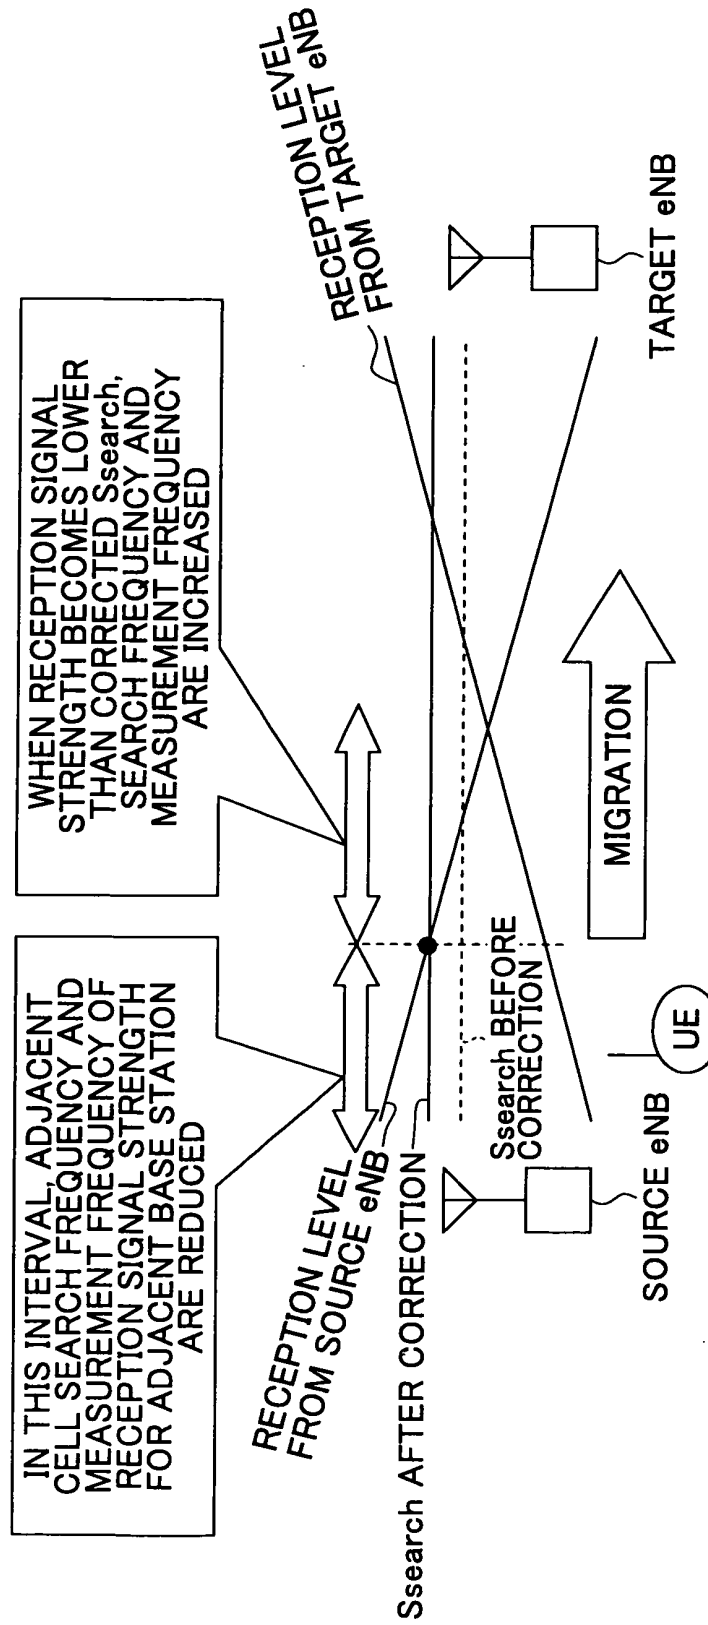 IN THIS INTERVAL, ADJACENT
CELL SEARCH FREQUENCY AND
MEASUREMENT FREQUENCY OF
RECEPTION SIGNAL STRENGTH
FOR ADJACENT BASE STATION
ARE REDUCED
WHEN RECEPTION SIGNAL
STRENGTH BECOMES LOWER
THAN CORRECTED Ssearch,
SEARCH FREQUENCY AND
MEASUREMENT FREQUENCY
ARE INCREASED
RECEPTION LEVEL
FROM SOURCE eNB
RECEPTION LEVEL
FROM TARGET eNB
Ssearch AFTER CORRECTION
Ssearch BEFORE
CORRECTION
MIGRATION
SOURCE eNB
UE
TARGET eNB